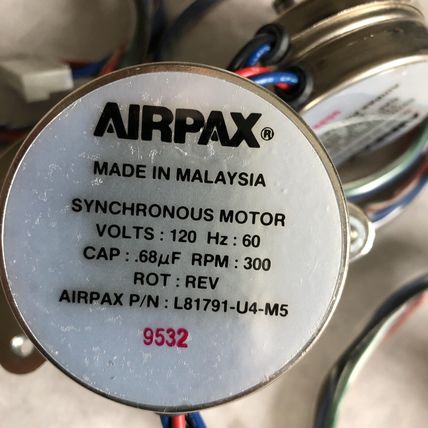 AIRPAX®
MADE IN MALAYSIA
SYNCHRONOUS MOTOR
VOLTS : 120 Hz : 60
CAP : .68µF RPM : 300
ROT : REV
AIRPAX P/N : L81791-U4-M5
9532